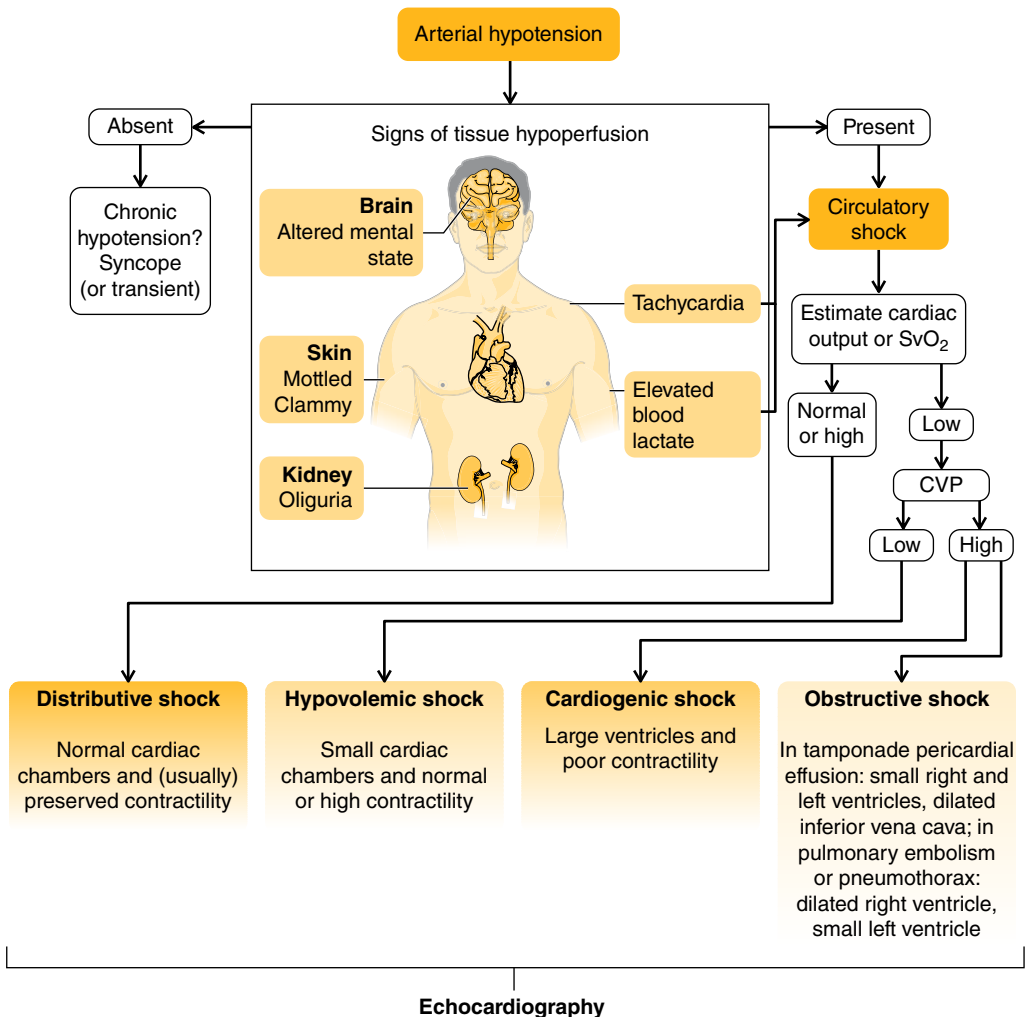 Arterial hypotension
Absent
Signs of tissue hypoperfusion
Present
Chronic
hypotension?
Syncope
(or transient)
Brain
Altered mental
state
Skin
Mottled
Clammy
Kidney
Oliguria
Tachycardia
Elevated
blood
lactate
Circulatory
shock
Estimate cardiac
output or SvO₂
Normal
or high
Low
CVP
Low
High
Distributive shock
Normal cardiac
chambers and (usually)
preserved contractility
Hypovolemic shock
Small cardiac
chambers and normal
or high contractility
Cardiogenic shock
Large ventricles and
poor contractility
Obstructive shock
In tamponade pericardial
effusion: small right and
left ventricles, dilated
inferior vena cava; in
pulmonary embolism
or pneumothorax:
dilated right ventricle,
small left ventricle
Echocardiography